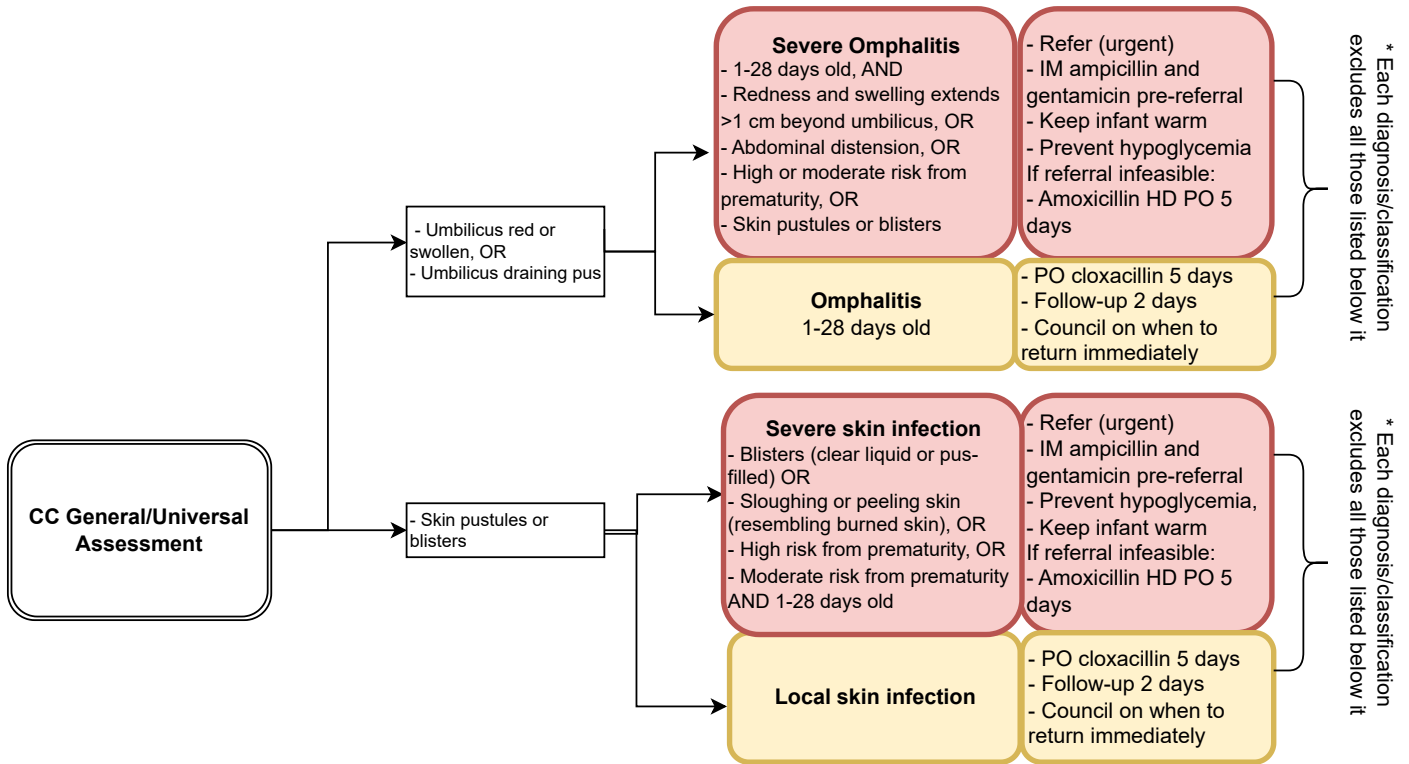 CC General/Universal
Assessment
- Umbilicus red or
swollen, OR
- Umbilicus draining pus
Severe Omphalitis
- 1-28 days old, AND
- Redness and swelling extends
>1 cm beyond umbilicus, OR
- Abdominal distension, OR
- High or moderate risk from
prematurity, OR
- Skin pustules or blisters
- Refer (urgent)
- IM ampicillin and
gentamicin pre-referral
- Keep infant warm
- Prevent hypoglycemia
If referral infeasible:
- Amoxicillin HD PO 5
days
Omphalitis
1-28 days old
- PO cloxacillin 5 days
- Follow-up 2 days
- Council on when to
return immediately
* Each diagnosis/classification
excludes all those listed below it
- Skin pustules or
blisters
Severe skin infection
- Blisters (clear liquid or pus-
filled) OR
- Sloughing or peeling skin
(resembling burned skin), OR
- High risk from prematurity, OR
- Moderate risk from prematurity
AND 1-28 days old
- Refer (urgent)
- IM ampicillin and
gentamicin pre-referral
- Prevent hypoglycemia,
- Keep infant warm
If referral infeasible:
- Amoxicillin HD PO 5
days
Local skin infection
- PO cloxacillin 5 days
- Follow-up 2 days
- Council on when to
return immediately
* Each diagnosis/classification
excludes all those listed below it